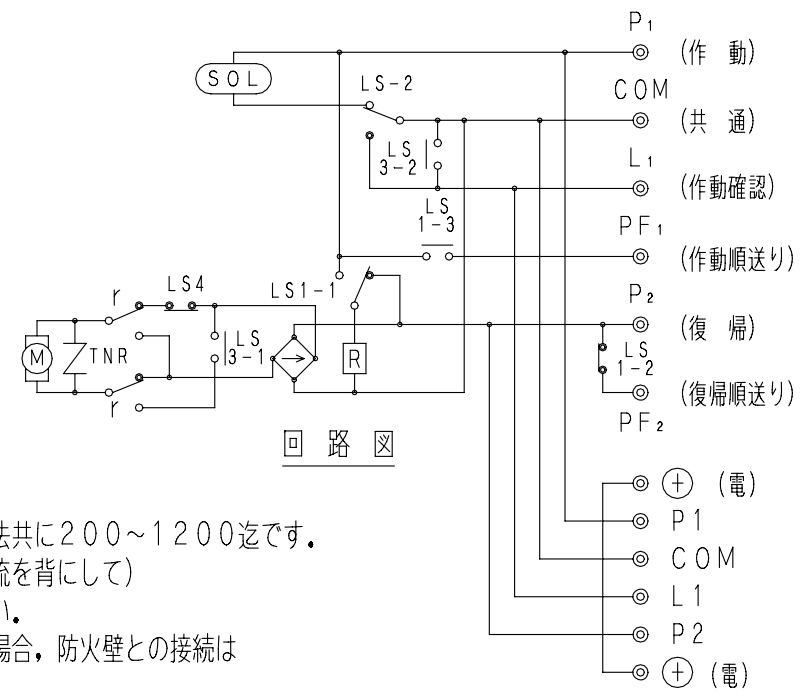 P₁ (作 動)
SOL
LS-2
COM (共 通)
LS
3-2
L₁ (作動確認)
LS
1-3
PF₁ (作動順送り)
r
LS4
LS1-1
P₂ (復 帰)
M
TNR
LS
3-1
R
LS
1-2
r
PF₂ (復帰順送り)
回 路 図
+ (電)
法共に200~1200迄です.
P1
流を背にして)
COM
い.
L1
場合,防火壁との接続は
P2
+ (電)